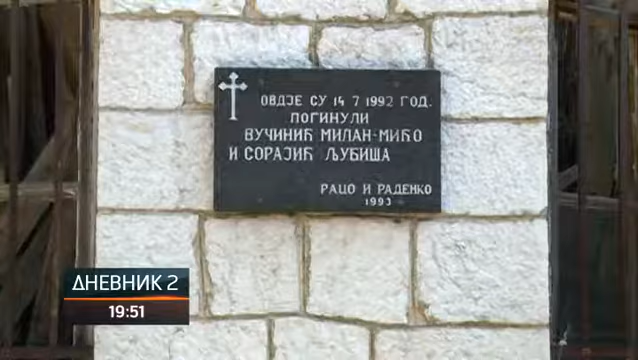 ОВДЈЕ СУ 14 7 1992 ГОД.
ПОГИНУЛИ
ВУЧИНИЋ МИЛАН-МИЋО
И СОРАЈИЋ ЉУБИША
РАЦО И РАДЕНКО
1993
ДНЕВНИК 2
19:51